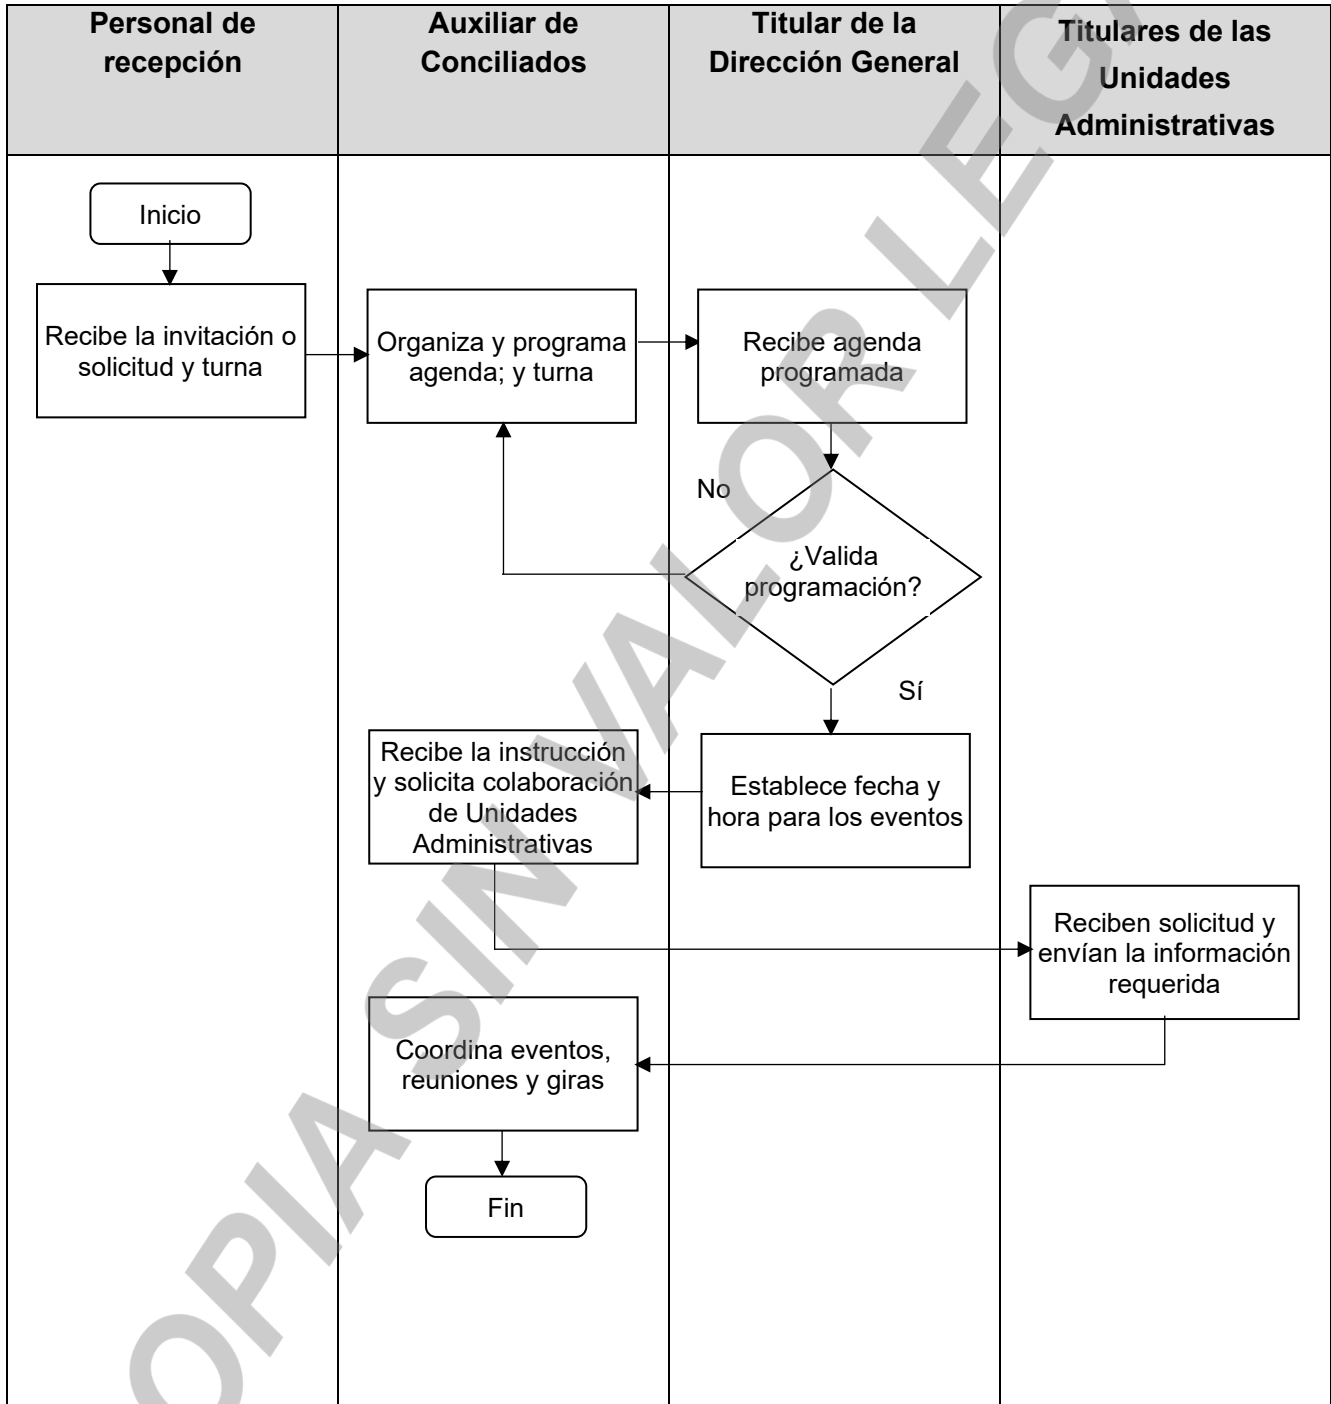 Personal de
recepción
Auxiliar de
Conciliados
Titular de la
Dirección General
Titulares de las
Unidades
Administrativas
Inicio
Recibe la invitación o
solicitud y turna
Organiza y programa
agenda; y turna
Recibe agenda
programada
No
¿Valida
programación?
Sí
Recibe la instrucción
y solicita colaboración
de Unidades
Administrativas
Establece fecha y
hora para los eventos
Reciben solicitud y
envían la información
requerida
Coordina eventos,
reuniones y giras
Fin
OPIA SIN VALOR LEGA